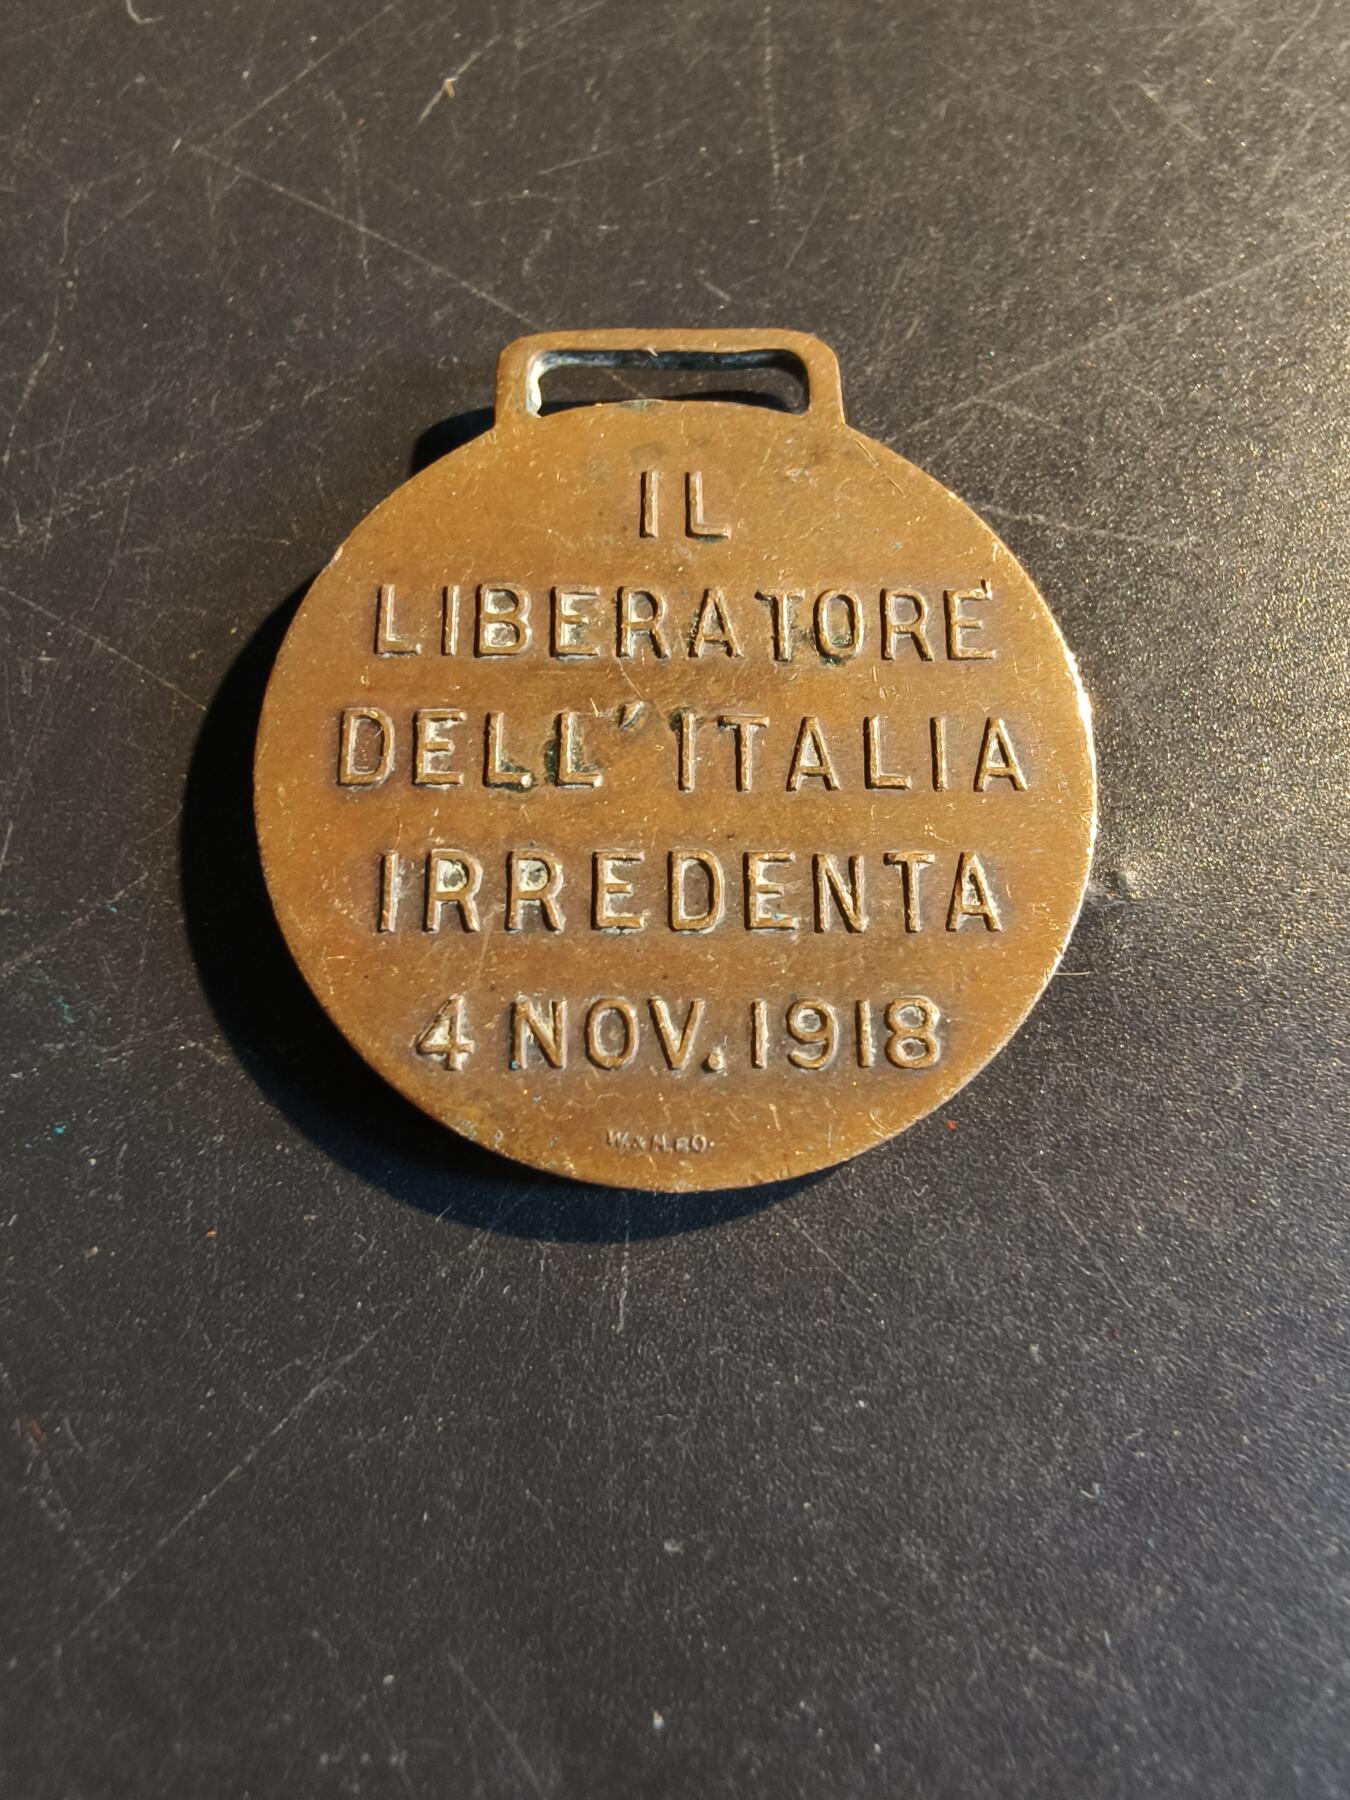 IL
LIBERATORE
DELL'ITALIA
IRREDENTA
4 NOV. 1918